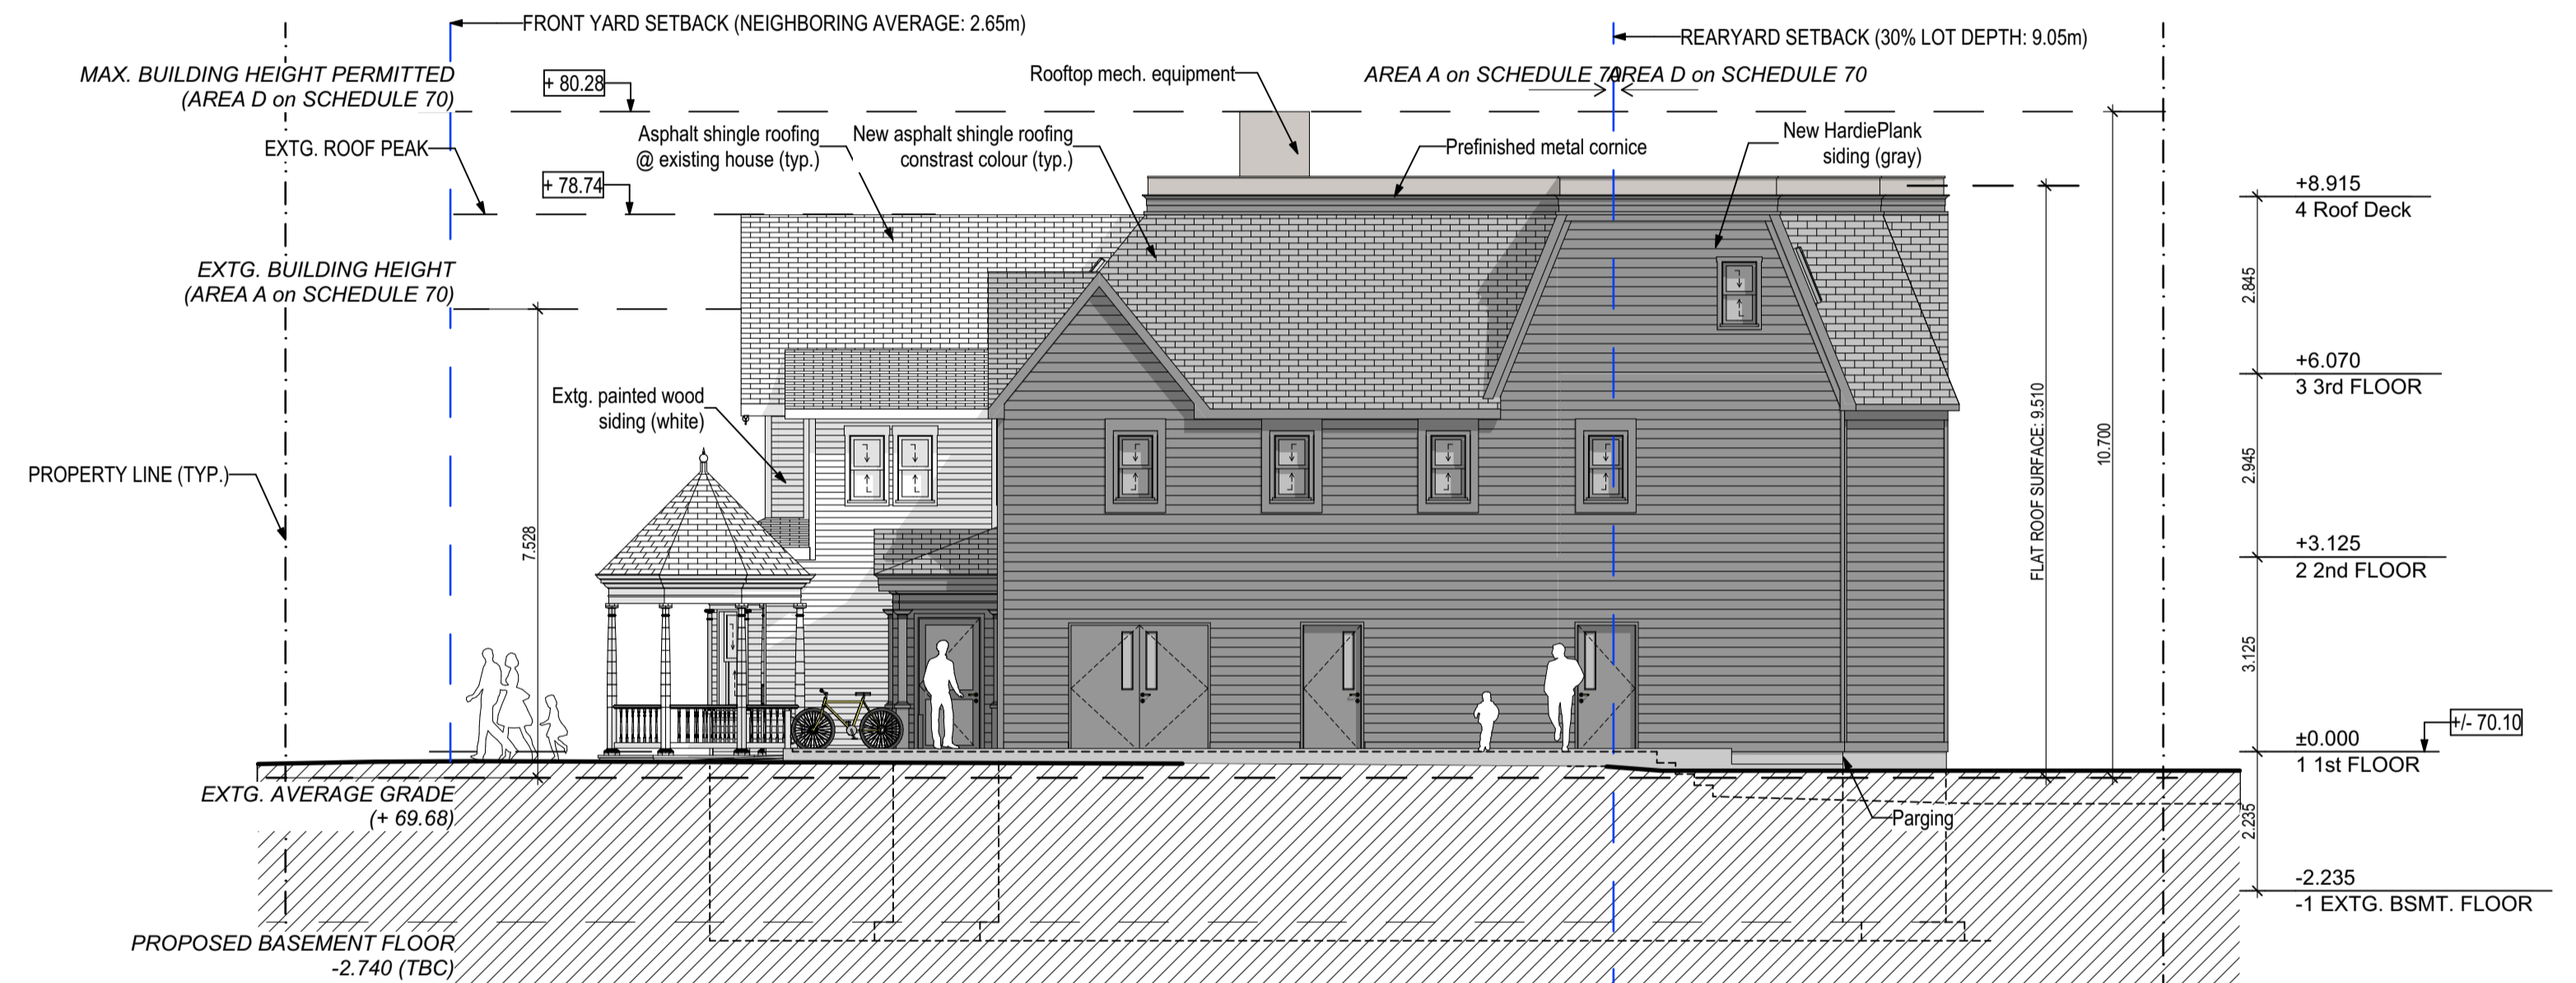 FRONT YARD SETBACK (NEIGHBORING AVERAGE: 2.65m)
REARYARD SETBACK (30% LOT DEPTH: 9.05m)
MAX. BUILDING HEIGHT PERMITTED
(AREA D on SCHEDULE 70)
+ 80.28
Rooftop mech. equipment
AREA A on SCHEDULE 70
AREA D on SCHEDULE 70
EXTG. ROOF PEAK
Asphalt shingle roofing
@ existing house (typ.)
New asphalt shingle roofing
constrast colour (typ.)
Prefinished metal cornice
New HardiePlank
siding (gray)
+ 78.74
+8.915
4 Roof Deck
EXTG. BUILDING HEIGHT
(AREA A on SCHEDULE 70)
2.845
+6.070
3 3rd FLOOR
Extg. painted wood
siding (white)
FLAT ROOF SURFACE: 9.510
10.700
2.945
PROPERTY LINE (TYP.)
7.528
+3.125
2 2nd FLOOR
3.125
+/- 70.10
±0.000
1 1st FLOOR
EXTG. AVERAGE GRADE
(+ 69.68)
Parging
2.235
-2.235
-1 EXTG. BSMT. FLOOR
PROPOSED BASEMENT FLOOR
-2.740 (TBC)